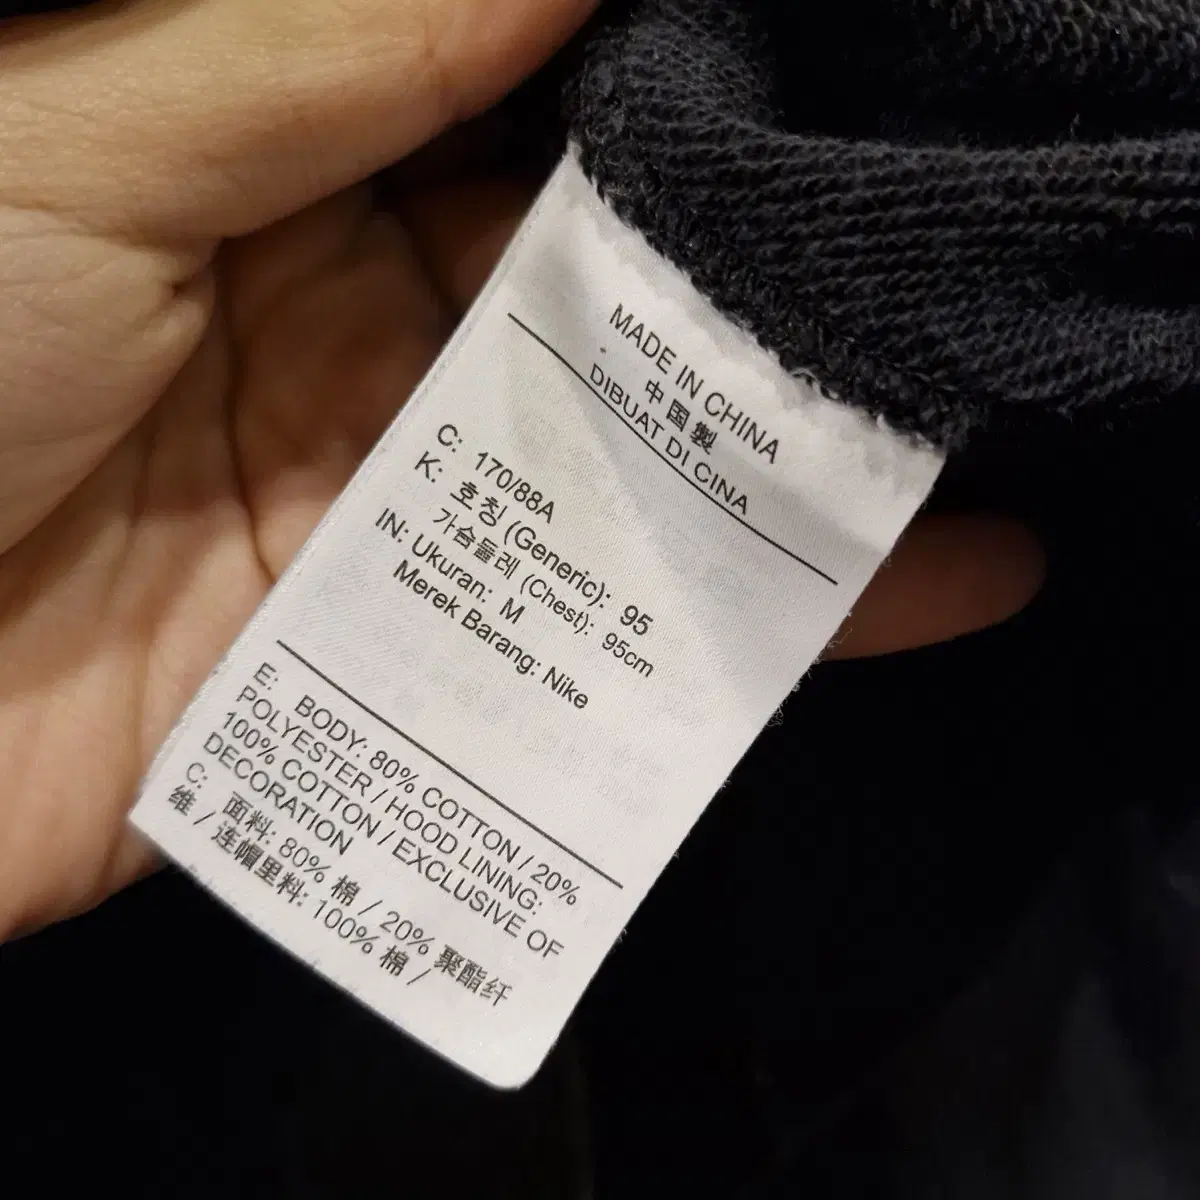 MADE IN CHINA
中国製
DIBUAT DI CINA
C: 170/88A
K: 호칭 (Generic): 95
가슴둘레 (Chest): 95cm
IN: Ukuran: M
Merek Barang: Nike
E: BODY: 80% COTTON / 20%
POLYESTER / HOOD LINING:
100% COTTON / EXCLUSIVE OF
DECORATION
C: 面料: 80% 棉 / 20% 聚酯纤
维 / 连帽里料: 100% 棉 /